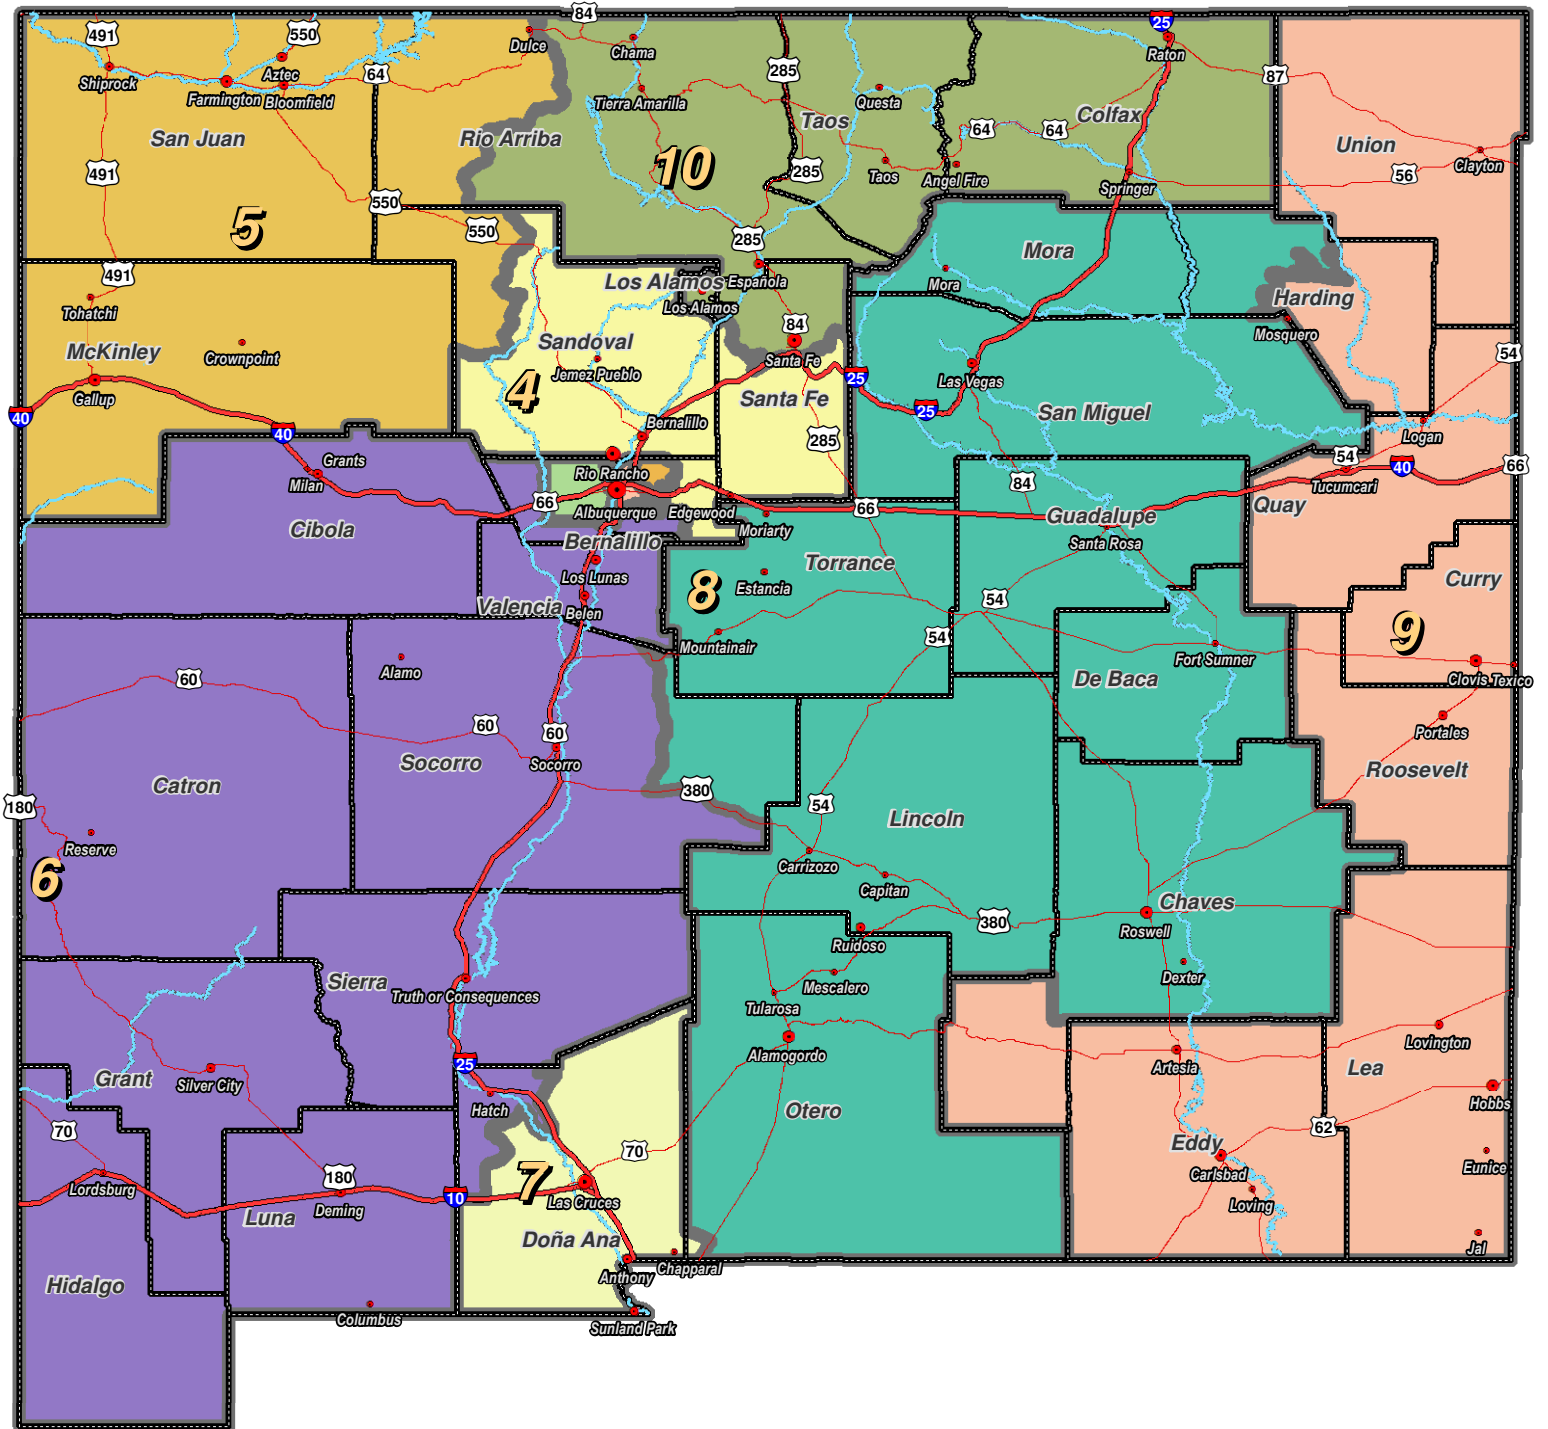 84
25
491
550
Dulce
Chama
Raton
Shiprock
Aztec
64
285
87
Farmington
Bloomfield
Tierra Amarilla
Questa
San Juan
Rio Arriba
Taos
Colfax
64
64
Union
Clayton
491
10
285
Taos
Angel Fire
Springer
56
550
5
550
285
Mora
491
Los Alamos
Española
Mora
Harding
Tohatchi
Los Alamos
McKinley
Crownpoint
Sandoval
84
Mosquero
54
Gallup
Jemez Pueblo
Santa Fe
Las Vegas
40
4
Santa Fe
25
25
San Miguel
40
Bernalillo
285
Logan
Grants
Milan
Rio Rancho
54
40
66
Tucumcari
66
84
Cibola
Albuquerque
Edgewood
66
Guadalupe
Quay
Bernalillo
Moriarty
Santa Rosa
Los Lunas
8
Estancia
Torrance
Curry
Valencia
Belen
54
9
Mountainair
54
Fort Sumner
Alamo
60
De Baca
Clovis
Texico
60
60
Portales
Socorro
Socorro
Catron
380
Roosevelt
180
54
Lincoln
Reserve
6
Carrizozo
Capitan
Chaves
380
Roswell
Ruidoso
Sierra
Truth or Consequences
Mescalero
Dexter
Tularosa
Alamogordo
Lovington
25
Artesia
Grant
Silver City
Lea
Hatch
Otero
Hobbs
70
70
62
Eddy
Lordsburg
180
10
7
Las Cruces
Carlsbad
Eunice
Luna
Deming
Loving
Doña Ana
Jal
Hidalgo
Anthony
Chapparal
Columbus
Sunland Park